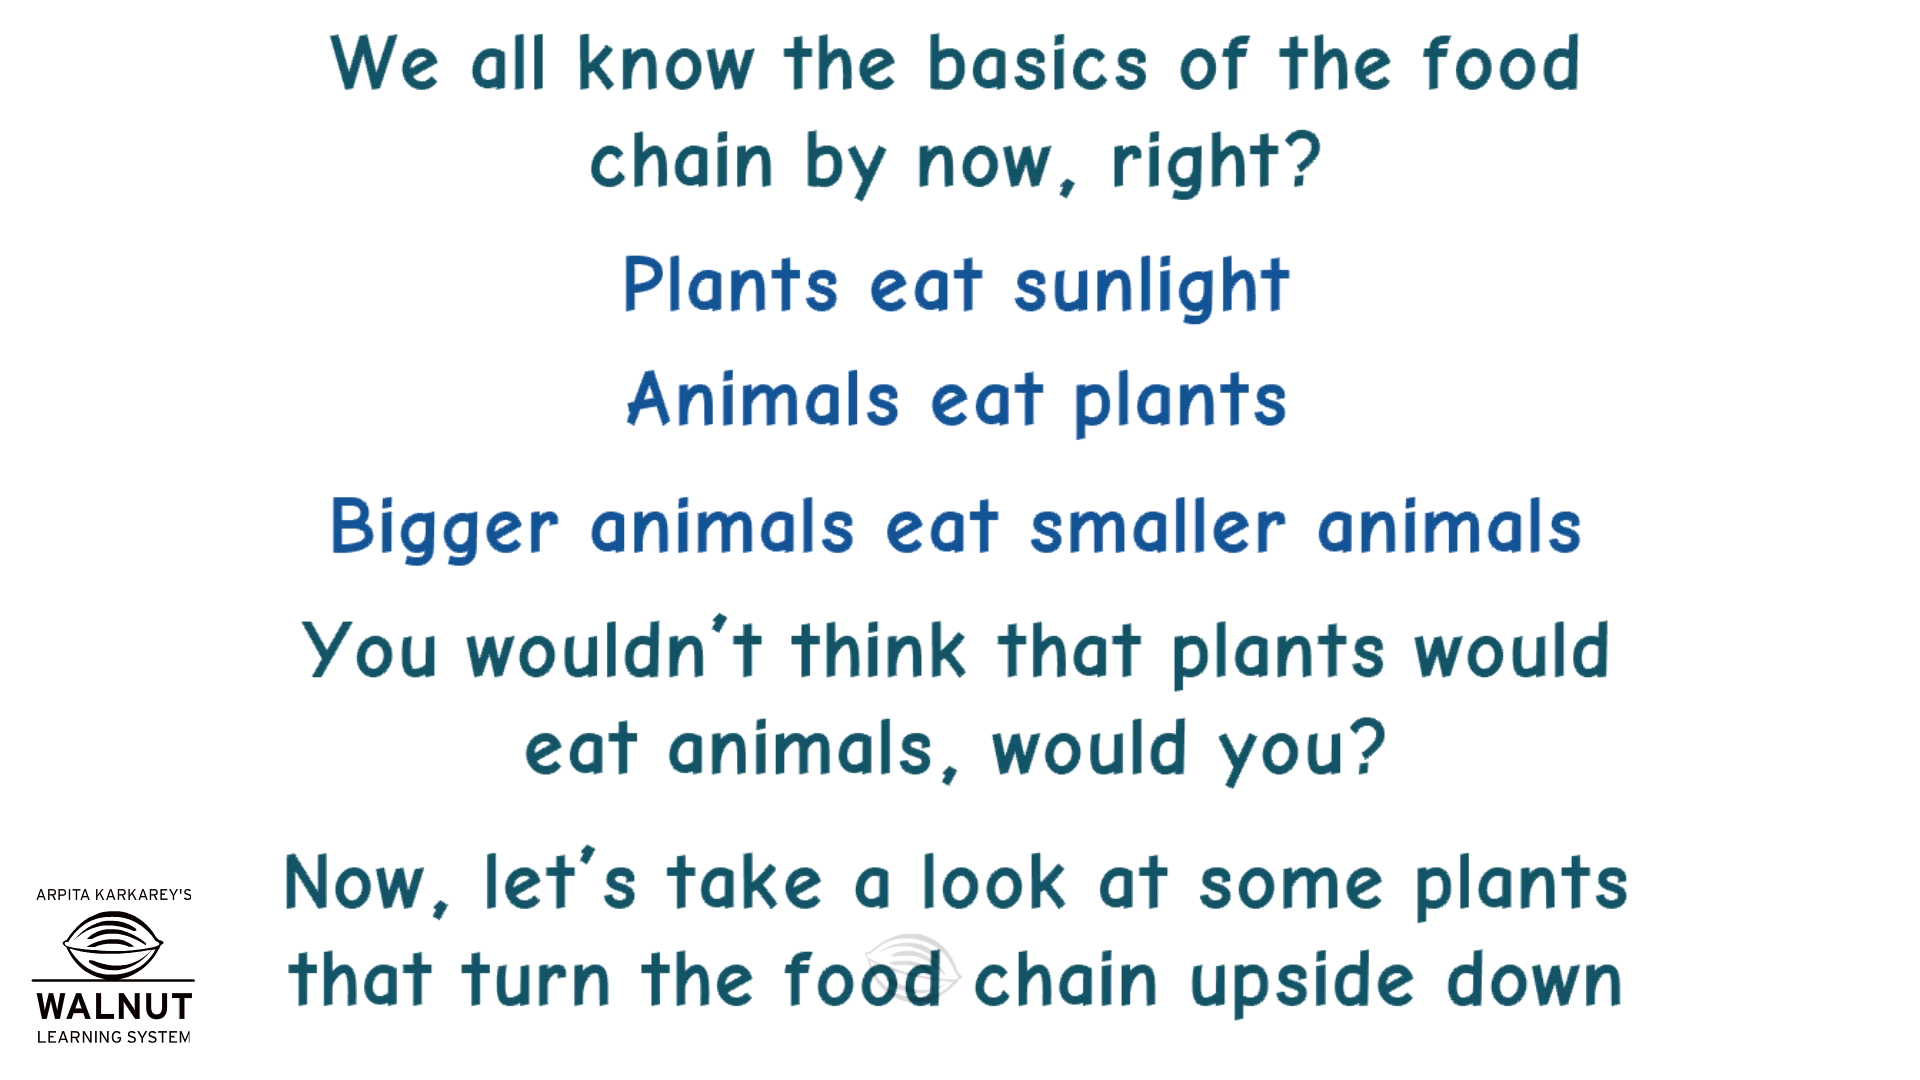 We all know the basics of the food
chain by now, right?
Plants eat sunlight
Animals eat plants
Bigger animals eat smaller animals
You wouldn't think that plants would
eat animals, would you?
Now, let's take a look at some plants
that turn the food chain upside down
ARPITA KARKAREY'S
WALNUT
LEARNING SYSTEM